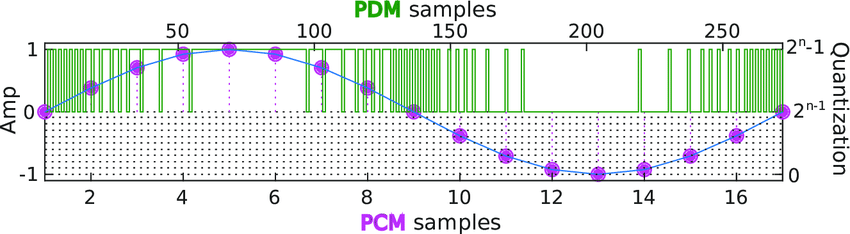 PDM samples
50 100 150 200 250
1 2ⁿ-1
Amp 0 2ⁿ⁻¹ Quantization
-1 0
2 4 6 8 10 12 14 16
PCM samples